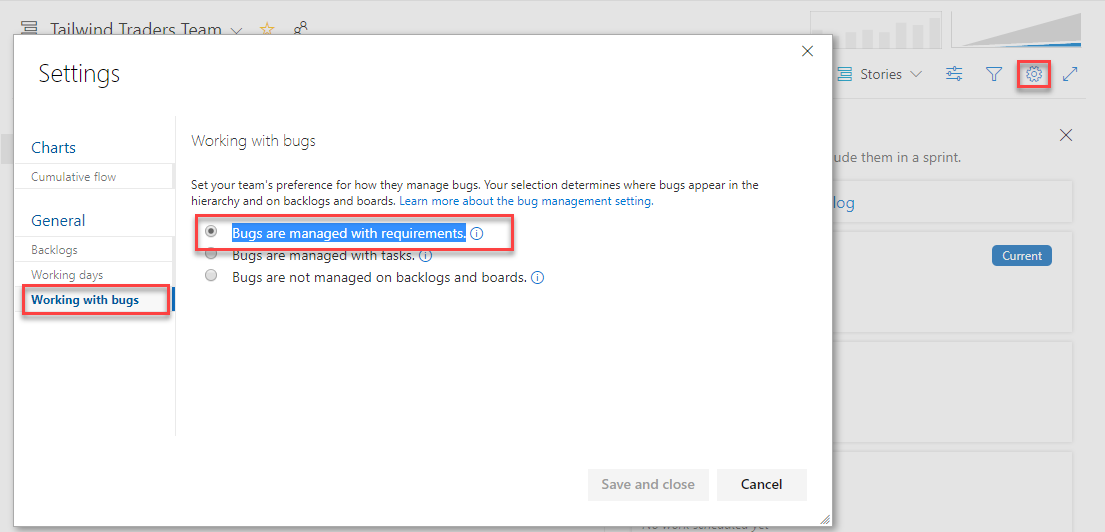 Tailwind Traders Team
Stories
Settings
Charts
Cumulative flow
General
Backlogs
Working days
Working with bugs
Working with bugs
Set your team's preference for how they manage bugs. Your selection determines where bugs appear in the
hierarchy and on backlogs and boards. Learn more about the bug management setting.
Bugs are managed with requirements.
Bugs are managed with tasks.
Bugs are not managed on backlogs and boards.
Save and close
Cancel
ude them in a sprint.
log
Current
No work scheduled yet